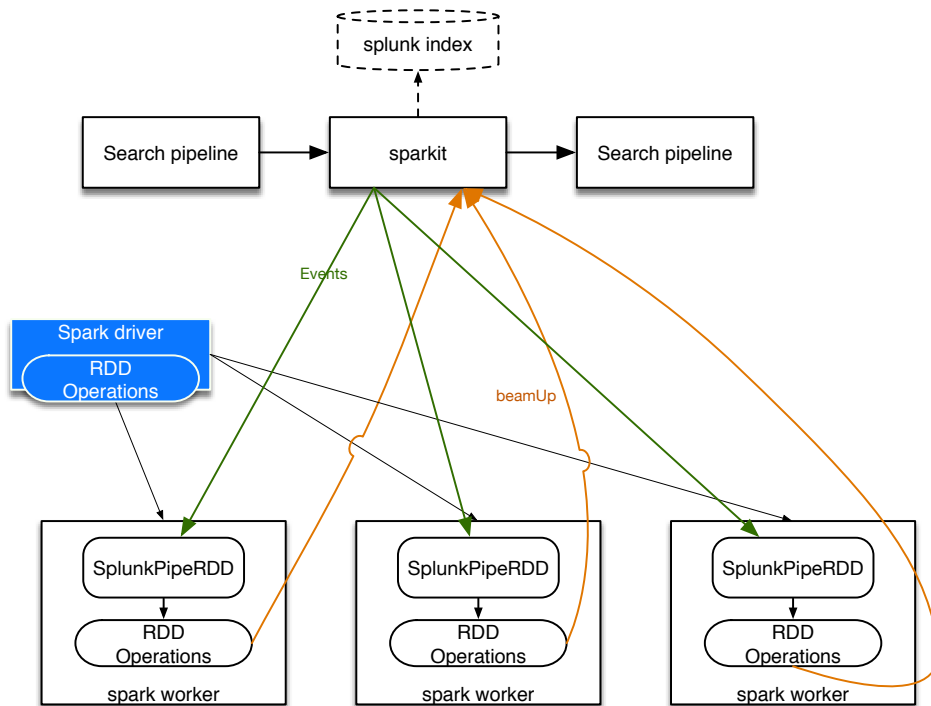 splunk index
Search pipeline
sparkit
Search pipeline
Events
Spark driver
RDD
Operations
beamUp
SplunkPipeRDD
SplunkPipeRDD
SplunkPipeRDD
RDD
Operations
RDD
Operations
RDD
Operations
spark worker
spark worker
spark worker